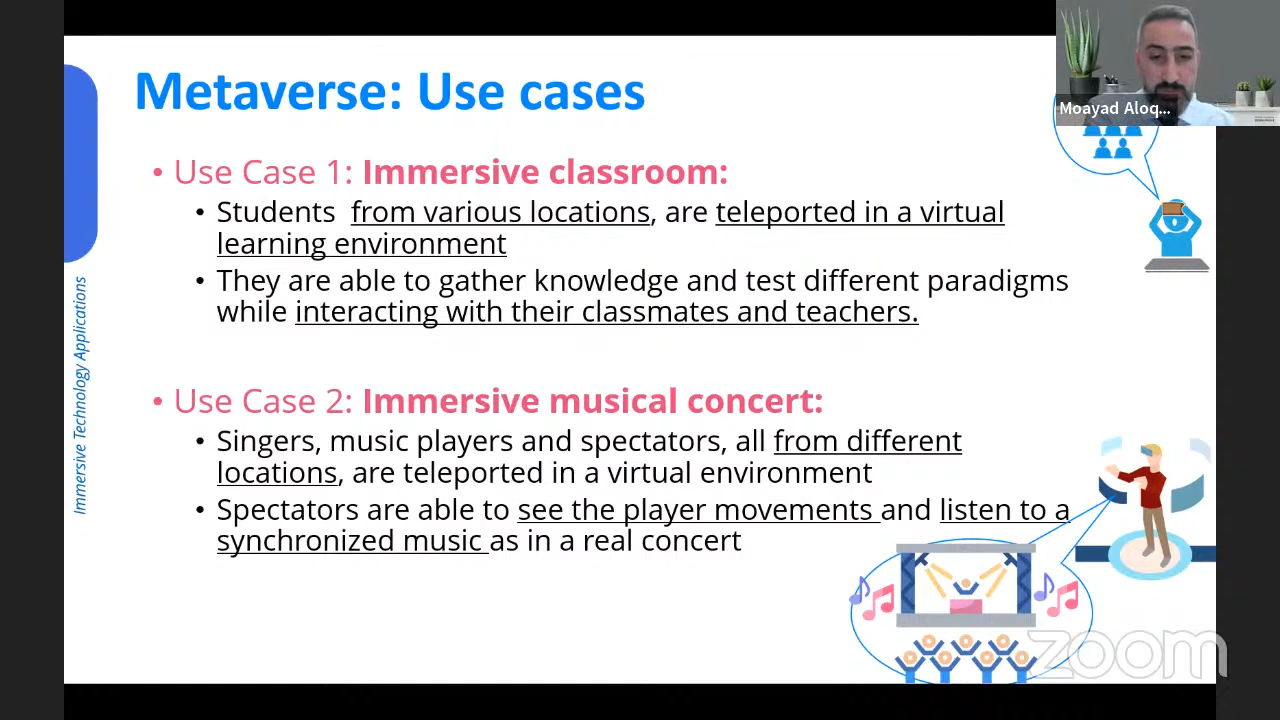 Metaverse: Use cases
Moayad Aloq...
• Use Case 1: Immersive classroom:
• Students from various locations, are teleported in a virtual
learning environment
• They are able to gather knowledge and test different paradigms
while interacting with their classmates and teachers.
Immersive Technology Applications
• Use Case 2: Immersive musical concert:
• Singers, music players and spectators, all from different
locations, are teleported in a virtual environment
• Spectators are able to see the player movements and listen to a
synchronized music as in a real concert
zoom